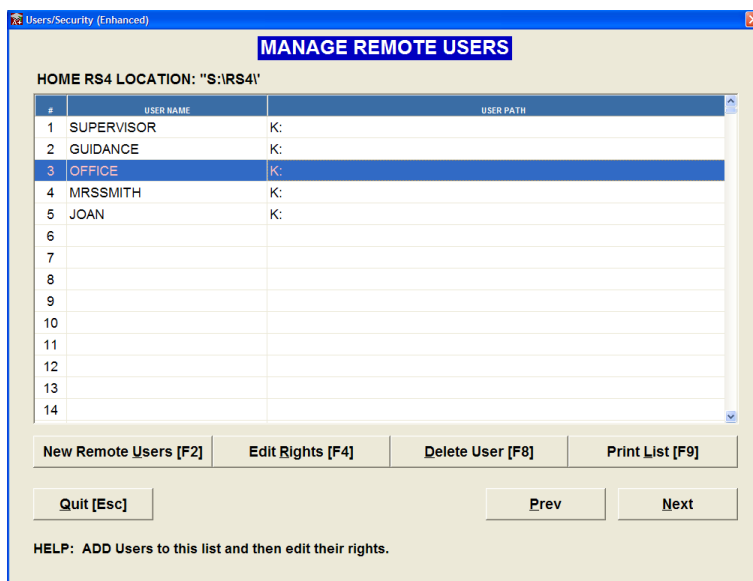 Users/Security (Enhanced)
MANAGE REMOTE USERS
HOME RS4 LOCATION: "S:\RS4\'
# USER NAME USER PATH
1 SUPERVISOR K:
2 GUIDANCE K:
3 OFFICE K:
4 MRSSMITH K:
5 JOAN K:
6
7
8
9
10
11
12
13
14
New Remote Users [F2] Edit Rights [F4] Delete User [F8] Print List [F9]
Quit [Esc] Prev Next
HELP: ADD Users to this list and then edit their rights.